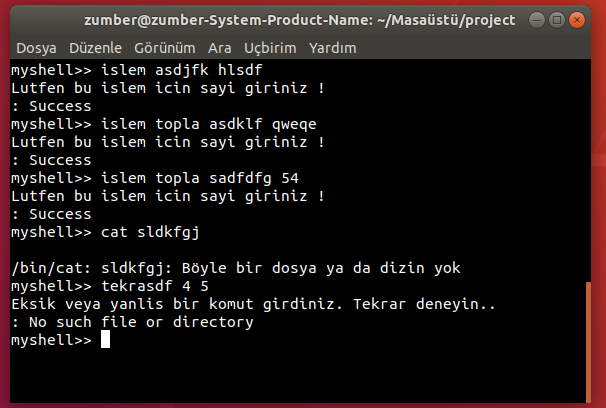 zumber@zumber-System-Product-Name: ~/Masaüstü/project
Dosya Düzenle Görünüm Ara Uçbirim Yardım
myshell>> islem asdjfk hlsdf
Lutfen bu islem icin sayi giriniz !
: Success
myshell>> islem topla asdklf qweqe
Lutfen bu islem icin sayi giriniz !
: Success
myshell>> islem topla sadfdfg 54
Lutfen bu islem icin sayi giriniz !
: Success
myshell>> cat sldkfgj
/bin/cat: sldkfgj: Böyle bir dosya ya da dizin yok
myshell>> tekrasdf 4 5
Eksik veya yanlis bir komut girdiniz. Tekrar deneyin..
: No such file or directory
myshell>>